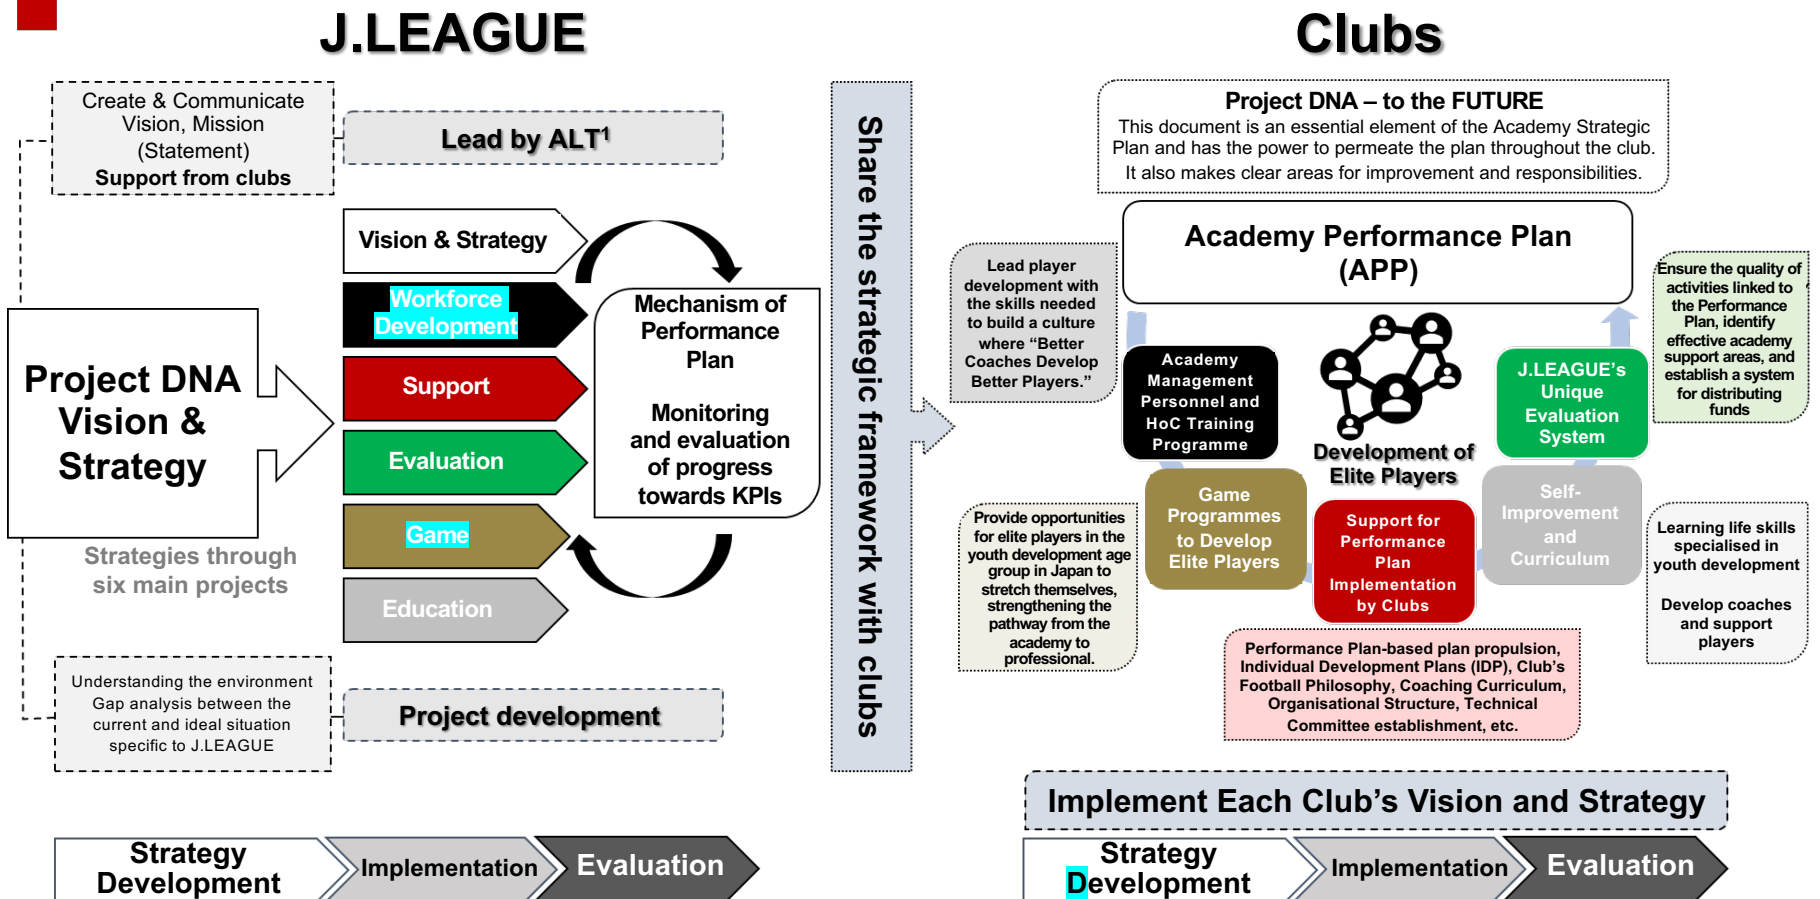 J.LEAGUE
Create & Communicate
Vision, Mission
(Statement)
Support from clubs
Lead by ALT¹
Project DNA
Vision &
Strategy
Strategies through
six main projects
Vision & Strategy
Workforce
Development
Support
Evaluation
Game
Education
Mechanism of
Performance
Plan
Monitoring
and evaluation
of progress
towards KPIs
Understanding the environment
Gap analysis between the
current and ideal situation
specific to J.LEAGUE
Project development
Strategy
Development
Implementation
Evaluation
Share the strategic framework with clubs
Clubs
Project DNA – to the FUTURE
This document is an essential element of the Academy Strategic
Plan and has the power to permeate the plan throughout the club.
It also makes clear areas for improvement and responsibilities.
Academy Performance Plan
(APP)
Lead player
development with
the skills needed
to build a culture
where “Better
Coaches Develop
Better Players.”
Academy
Management
Personnel and
HoC Training
Programme
Development of
Elite Players
J.LEAGUE’s
Unique
Evaluation
System
Ensure the quality of
activities linked to
the Performance
Plan, identify
effective academy
support areas, and
establish a system
for distributing
funds
Provide opportunities
for elite players in the
youth development age
group in Japan to
stretch themselves,
strengthening the
pathway from the
academy to
professional.
Game
Programmes
to Develop
Elite Players
Support for
Performance
Plan
Implementation
by Clubs
Self-
Improvement
and
Curriculum
Learning life skills
specialised in
youth development
Develop coaches
and support
players
Performance Plan-based plan propulsion,
Individual Development Plans (IDP), Club’s
Football Philosophy, Coaching Curriculum,
Organisational Structure, Technical
Committee establishment, etc.
Implement Each Club’s Vision and Strategy
Strategy
Development
Implementation
Evaluation